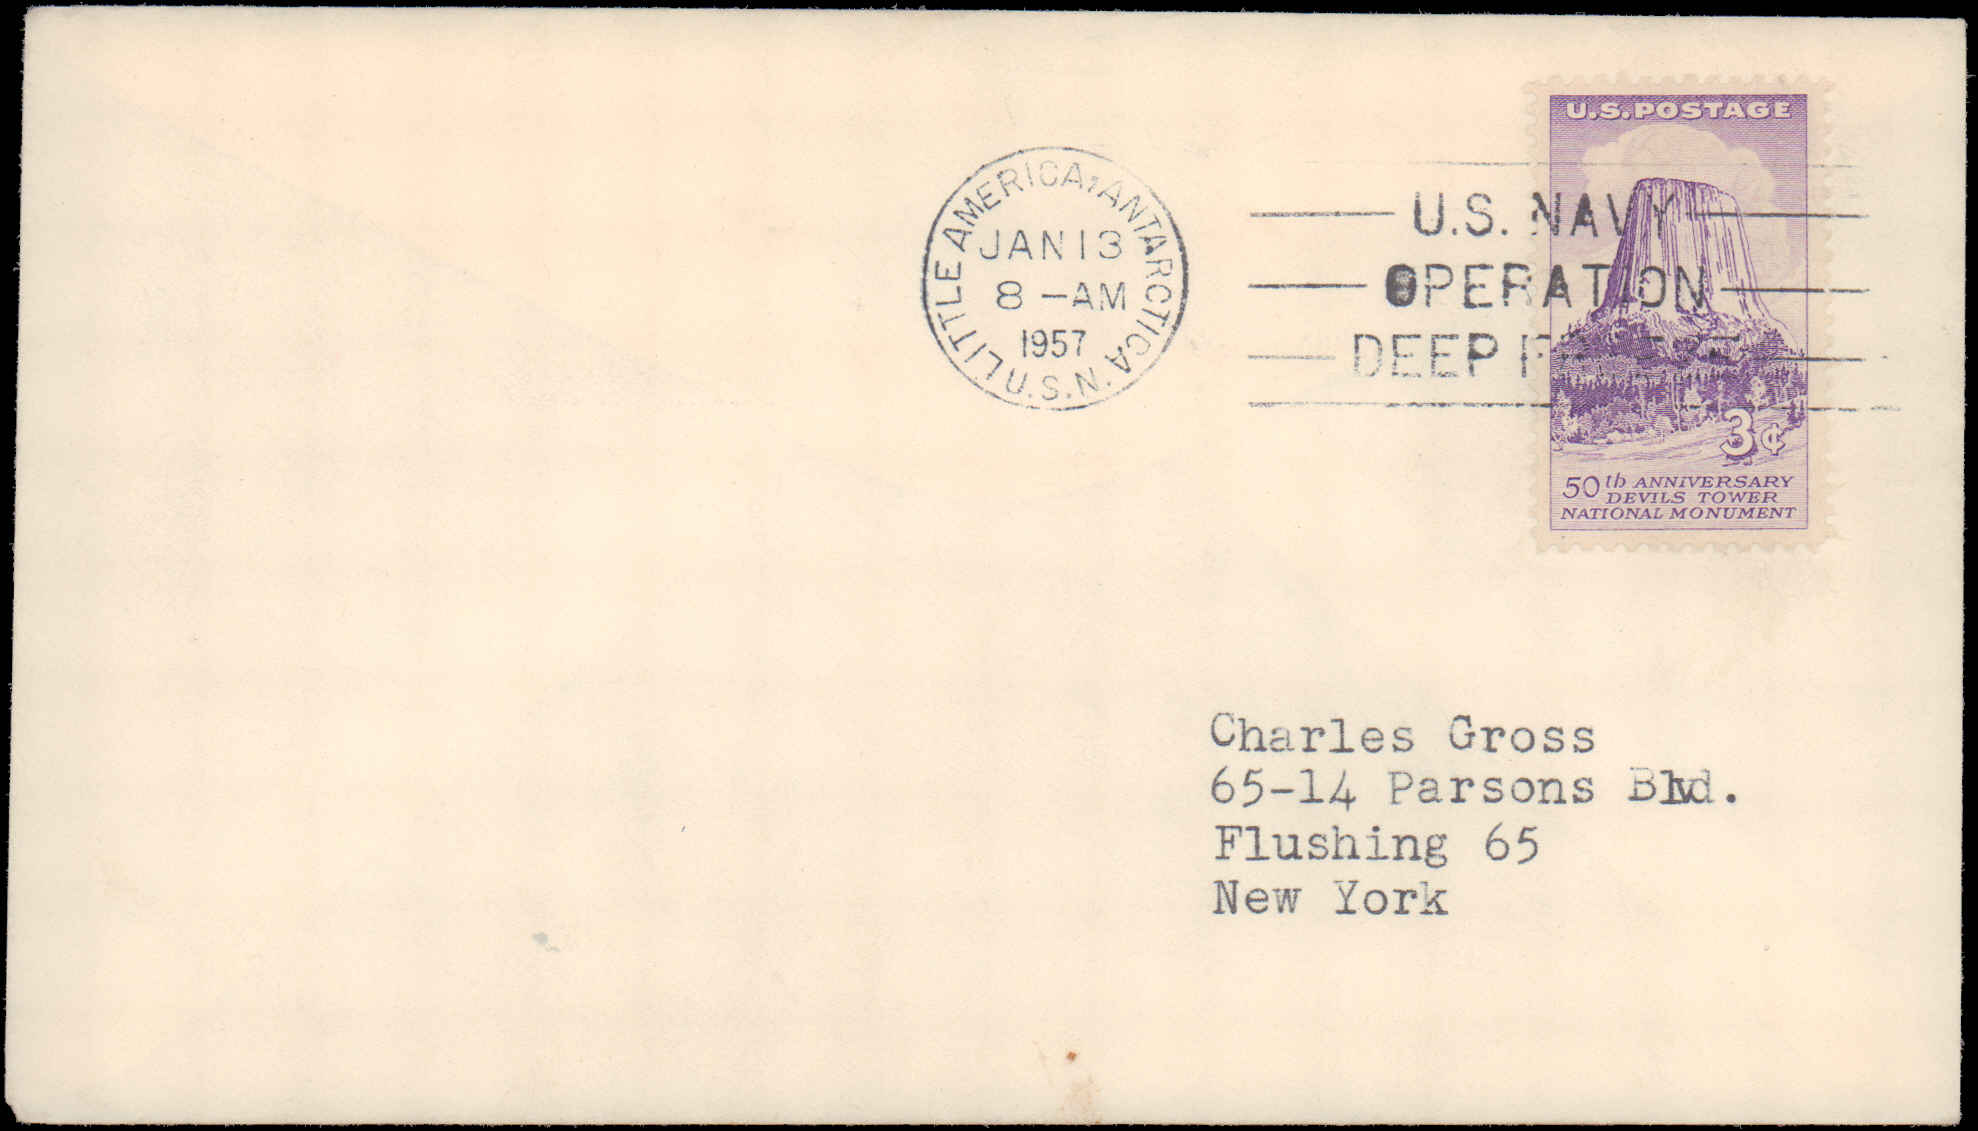 LITTLE AMERICA, ANTARCTICA. U.S.N.
JAN 13
8 —AM
1957
U.S. NAVY
OPERATION
DEEP
U.S. POSTAGE
3¢
50th ANNIVERSARY
DEVILS TOWER
NATIONAL MONUMENT
Charles Gross
65-14 Parsons Blvd.
Flushing 65
New York